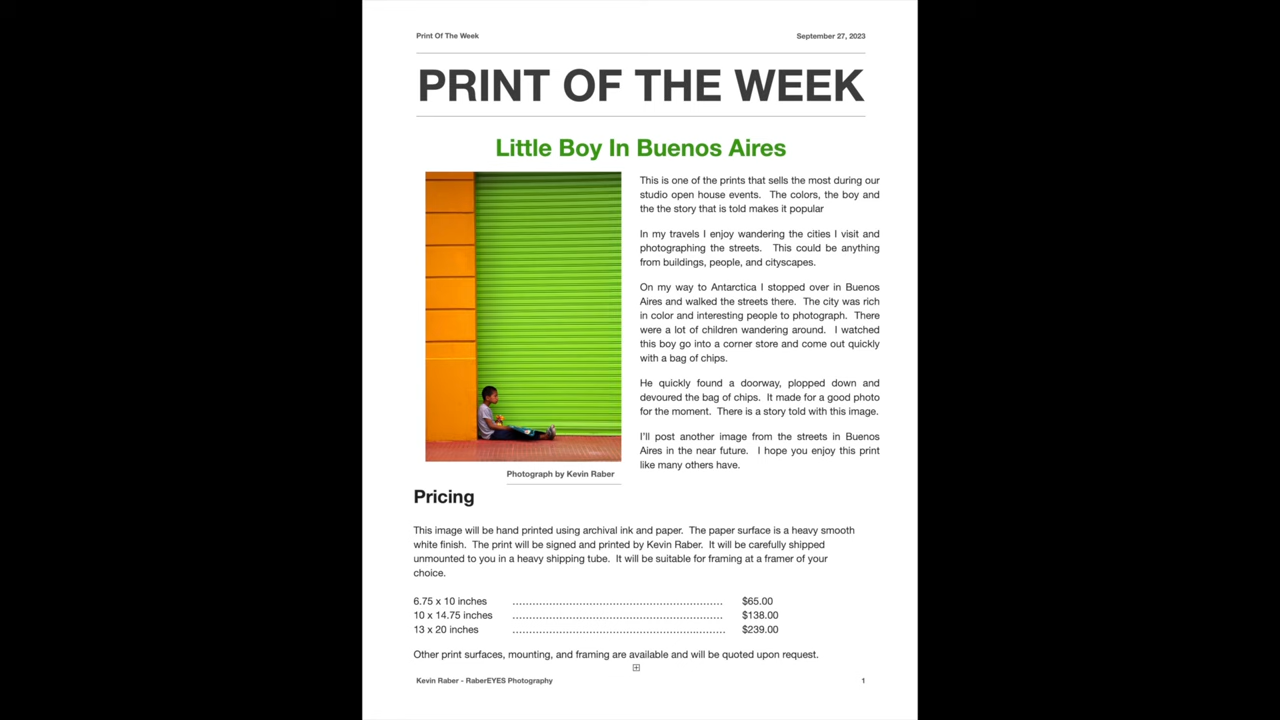 Print Of The Week
September 27, 2023
PRINT OF THE WEEK
Little Boy In Buenos Aires
This is one of the prints that sells the most during our
studio open house events. The colors, the boy and
the the story that is told makes it popular
In my travels I enjoy wandering the cities I visit and
photographing the streets. This could be anything
from buildings, people, and cityscapes.
On my way to Antarctica I stopped over in Buenos
Aires and walked the streets there. The city was rich
in color and interesting people to photograph. There
were a lot of children wandering around. I watched
this boy go into a corner store and come out quickly
with a bag of chips.
He quickly found a doorway, plopped down and
devoured the bag of chips. It made for a good photo
for the moment. There is a story told with this image.
I'll post another image from the streets in Buenos
Aires in the near future. I hope you enjoy this print
like many others have.
Photograph by Kevin Raber
Pricing
This image will be hand printed using archival ink and paper. The paper surface is a heavy smooth
white finish. The print will be signed and printed by Kevin Raber. It will be carefully shipped
unmounted to you in a heavy shipping tube. It will be suitable for framing at a framer of your
choice.
6.75 x 10 inches ................................................................ $65.00
10 x 14.75 inches ................................................................ $138.00
13 x 20 inches ................................................................. $239.00
Other print surfaces, mounting, and framing are available and will be quoted upon request.
Kevin Raber - RaberEYES Photography
1